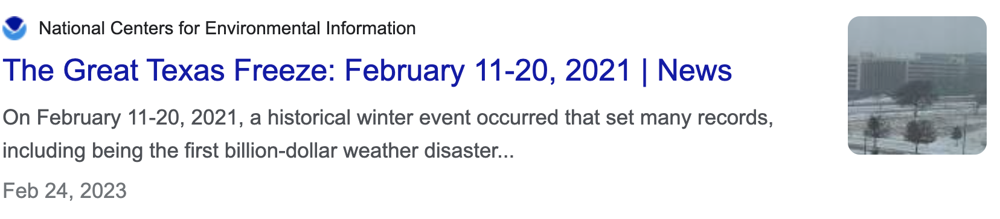 National Centers for Environmental Information
The Great Texas Freeze: February 11-20, 2021 | News
On February 11-20, 2021, a historical winter event occurred that set many records,
including being the first billion-dollar weather disaster...
Feb 24, 2023